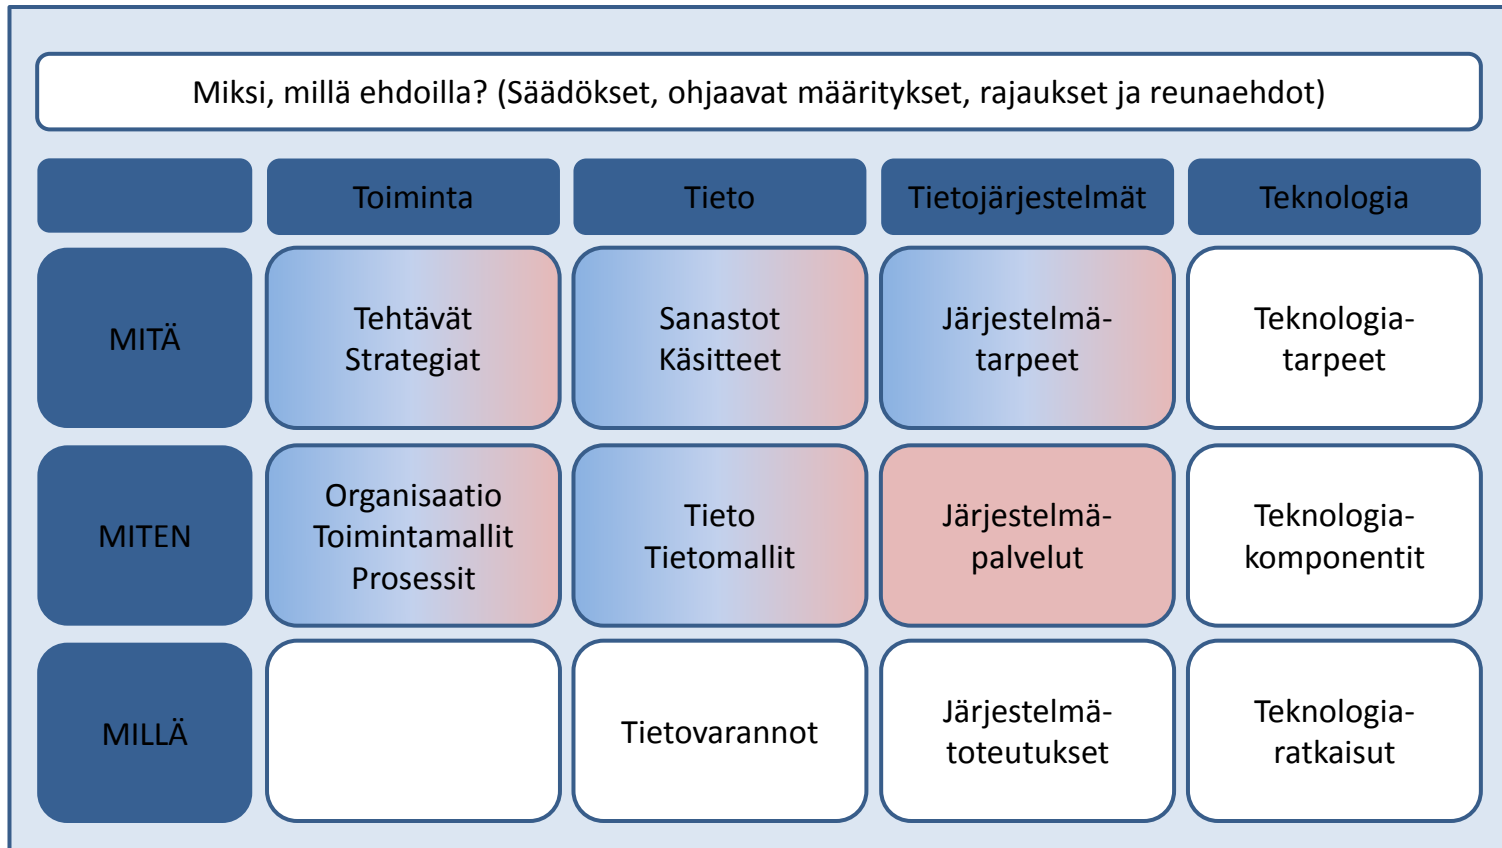 Miksi, millä ehdoilla? (Säädökset, ohjaavat määritykset, rajaukset ja reunaehdot)
Toiminta
Tieto
Tietojärjestelmät
Teknologia
MITÄ
Tehtävät
Strategiat
Sanastot
Käsitteet
Järjestelmä-
tarpeet
Teknologia-
tarpeet
MITEN
Organisaatio
Toimintamallit
Prosessit
Tieto
Tietomallit
Järjestelmä-
palvelut
Teknologia-
komponentit
MILLÄ
Tietovarannot
Järjestelmä-
toteutukset
Teknologia-
ratkaisut